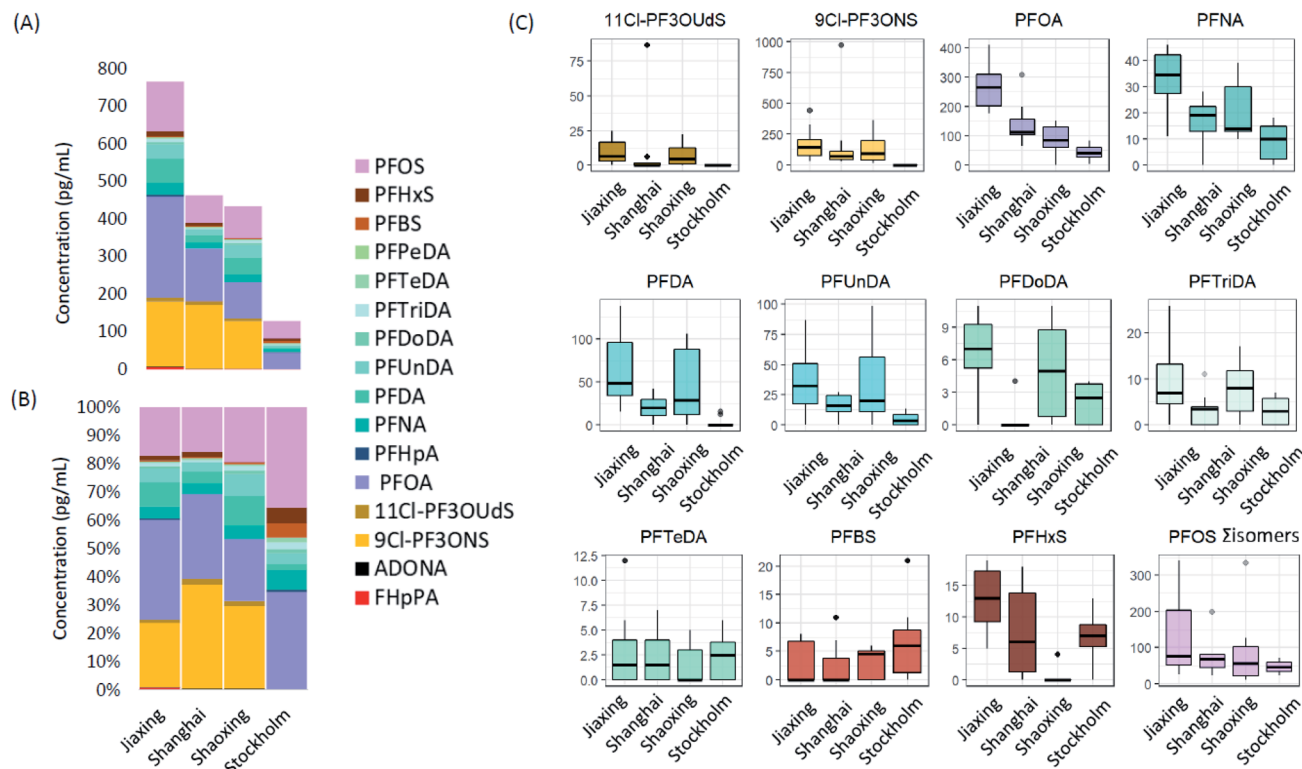 (A)
Concentration (pg/mL)
800
700
600
500
400
300
200
100
0
(B)
Concentration (pg/mL)
100%
90%
80%
70%
60%
50%
40%
30%
20%
10%
0%
Jiaxing
Shanghai
Shaoxing
Stockholm
PFOS
PFHxS
PFBS
PFPeDA
PFTeDA
PFTriDA
PFDoDA
PFUnDA
PFDA
PFNA
PFHpA
PFOA
11Cl-PF3OUdS
9Cl-PF3ONS
ADONA
FHpPA
(C)
11Cl-PF3OUdS
75
50
25
0
Jiaxing
Shanghai
Shaoxing
Stockholm
9Cl-PF3ONS
1000
750
500
250
0
Jiaxing
Shanghai
Shaoxing
Stockholm
PFOA
400
300
200
100
0
Jiaxing
Shanghai
Shaoxing
Stockholm
PFNA
40
30
20
10
0
Jiaxing
Shanghai
Shaoxing
Stockholm
PFDA
100
50
0
Jiaxing
Shanghai
Shaoxing
Stockholm
PFUnDA
100
75
50
25
0
Jiaxing
Shanghai
Shaoxing
Stockholm
PFDoDA
9
6
3
0
Jiaxing
Shanghai
Shaoxing
Stockholm
PFTriDA
20
10
0
Jiaxing
Shanghai
Shaoxing
Stockholm
PFTeDA
12.5
10.0
7.5
5.0
2.5
0.0
Jiaxing
Shanghai
Shaoxing
Stockholm
PFBS
20
15
10
5
0
Jiaxing
Shanghai
Shaoxing
Stockholm
PFHxS
15
10
5
0
Jiaxing
Shanghai
Shaoxing
Stockholm
PFOS Σisomers
300
200
100
0
Jiaxing
Shanghai
Shaoxing
Stockholm